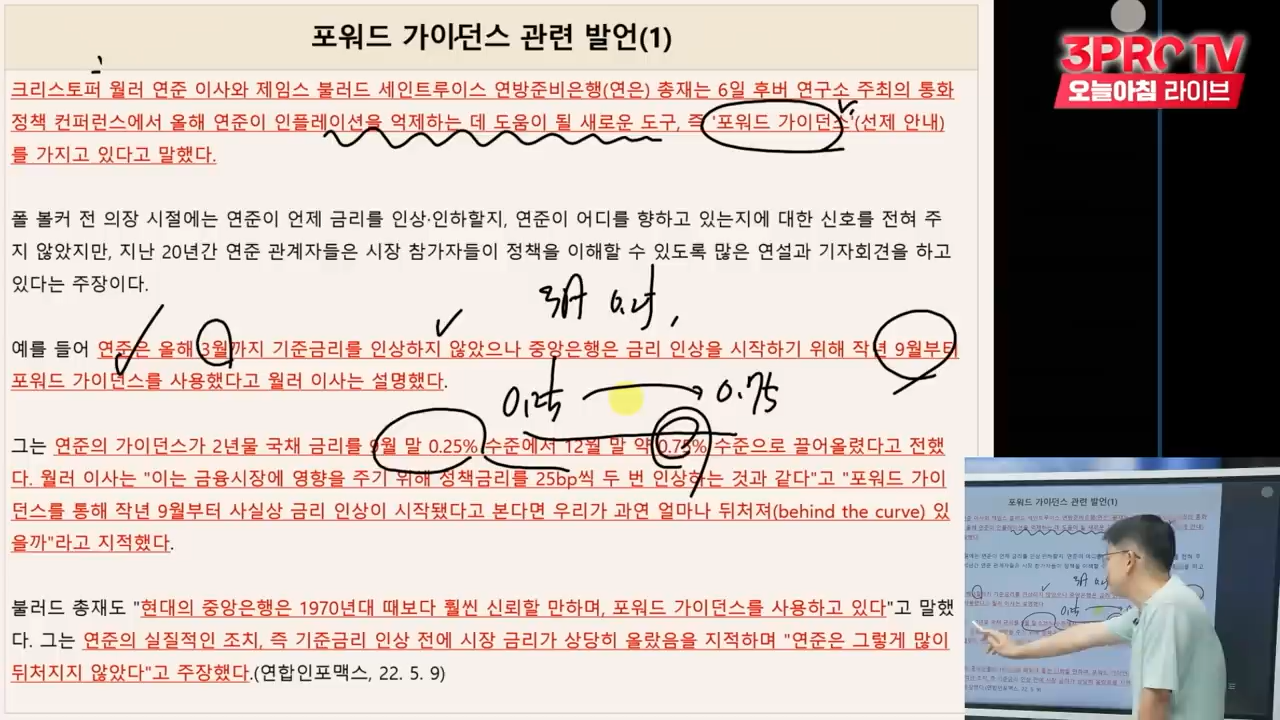 포워드 가이던스 관련 발언(1)
3PRO TV
오늘아침 라이브
크리스토퍼 월러 연준 이사와 제임스 불러드 세인트루이스 연방준비은행(연은) 총재는 6일 후버 연구소 주최의 통화
정책 컨퍼런스에서 올해 연준이 인플레이션을 억제하는 데 도움이 될 새로운 도구, 즉 '포워드 가이던스'(선제 안내)
를 가지고 있다고 말했다.
폴 볼커 전 의장 시절에는 연준이 언제 금리를 인상·인하할지, 연준이 어디를 향하고 있는지에 대한 신호를 전혀 주
지 않았지만, 지난 20년간 연준 관계자들은 시장 참가자들이 정책을 이해할 수 있도록 많은 연설과 기자회견을 하고
있다는 주장이다.
0.25
예를 들어 연준은 올해 3월까지 기준금리를 인상하지 않았으나 중앙은행은 금리 인상을 시작하기 위해 작년 9월부터
포워드 가이던스를 사용했다고 월러 이사는 설명했다.
0.25 0.75
그는 연준의 가이던스가 2년물 국채 금리를 9월 말 0.25% 수준에서 12월 말 약 0.75% 수준으로 끌어올렸다고 전했
다. 월러 이사는 "이는 금융시장에 영향을 주기 위해 정책금리를 25bp씩 두 번 인상하는 것과 같다"고 "포워드 가이
던스를 통해 작년 9월부터 사실상 금리 인상이 시작됐다고 본다면 우리가 과연 얼마나 뒤처져(behind the curve) 있
을까"라고 지적했다.
불러드 총재도 "현대의 중앙은행은 1970년대 때보다 훨씬 신뢰할 만하며, 포워드 가이던스를 사용하고 있다"고 말했
다. 그는 연준의 실질적인 조치, 즉 기준금리 인상 전에 시장 금리가 상당히 올랐음을 지적하며 "연준은 그렇게 많이
뒤처지지 않았다"고 주장했다.(연합인포맥스, 22. 5. 9)
포워드 가이던스 관련 발언(1)